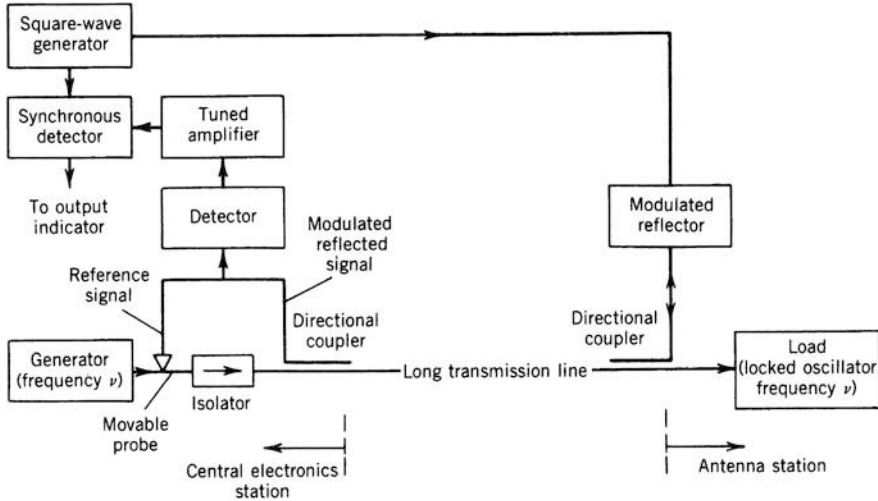 Square-wave
generator
Synchronous
detector
Tuned
amplifier
To output
indicator
Detector
Modulated
reflected
signal
Modulated
reflector
Reference
signal
Directional
coupler
Directional
coupler
Generator
(frequency ν)
Isolator
Long transmission line
Load
(locked oscillator
frequency ν)
Movable
probe
Central electronics
station
Antenna station